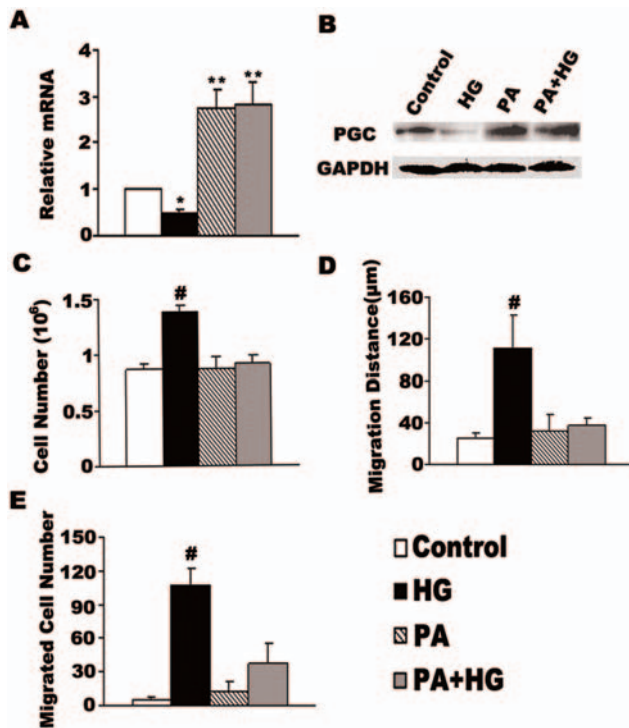 A
Relative mRNA
4
3
2
1
0
*
**
**
B
Control
HG
PA
PA+HG
PGC
GAPDH
C
Cell Number (10⁶)
1.5
1
0.5
0
#
D
Migration Distance(μm)
160
120
80
40
0
#
E
Migrated Cell Number
150
120
90
60
30
0
#
Control
HG
PA
PA+HG